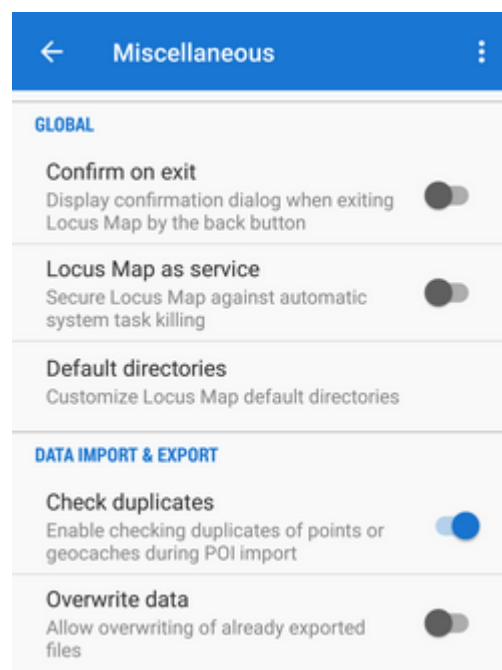 Miscellaneous
GLOBAL
Confirm on exit
Display confirmation dialog when exiting
Locus Map by the back button
Locus Map as service
Secure Locus Map against automatic
system task killing
Default directories
Customize Locus Map default directories
DATA IMPORT & EXPORT
Check duplicates
Enable checking duplicates of points or
geocaches during POI import
Overwrite data
Allow overwriting of already exported
files